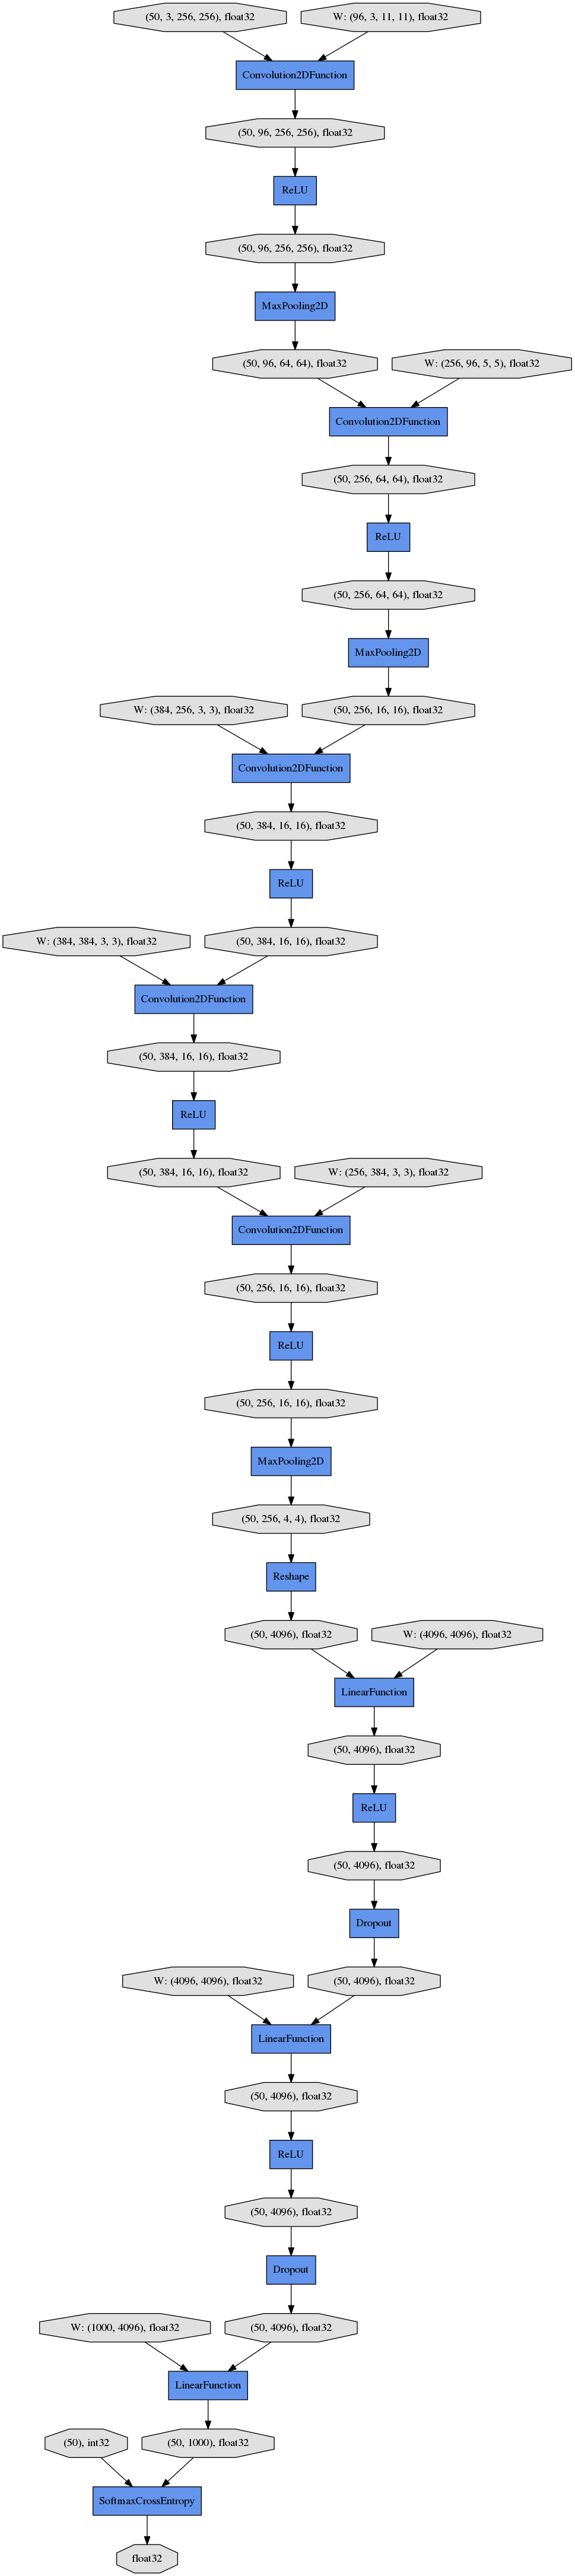 (50, 3, 256, 256), float32
W: (96, 3, 11, 11), float32
Convolution2DFunction
(50, 96, 256, 256), float32
ReLU
(50, 96, 256, 256), float32
MaxPooling2D
(50, 96, 64, 64), float32
W: (256, 96, 5, 5), float32
Convolution2DFunction
(50, 256, 64, 64), float32
ReLU
(50, 256, 64, 64), float32
MaxPooling2D
W: (384, 256, 3, 3), float32
(50, 256, 16, 16), float32
Convolution2DFunction
(50, 384, 16, 16), float32
ReLU
W: (384, 384, 3, 3), float32
(50, 384, 16, 16), float32
Convolution2DFunction
(50, 384, 16, 16), float32
ReLU
(50, 384, 16, 16), float32
W: (256, 384, 3, 3), float32
Convolution2DFunction
(50, 256, 16, 16), float32
ReLU
(50, 256, 16, 16), float32
MaxPooling2D
(50, 256, 4, 4), float32
Reshape
(50, 4096), float32
W: (4096, 4096), float32
LinearFunction
(50, 4096), float32
ReLU
(50, 4096), float32
Dropout
W: (4096, 4096), float32
(50, 4096), float32
LinearFunction
(50, 4096), float32
ReLU
(50, 4096), float32
Dropout
W: (1000, 4096), float32
(50, 4096), float32
LinearFunction
(50), int32
(50, 1000), float32
SoftmaxCrossEntropy
float32